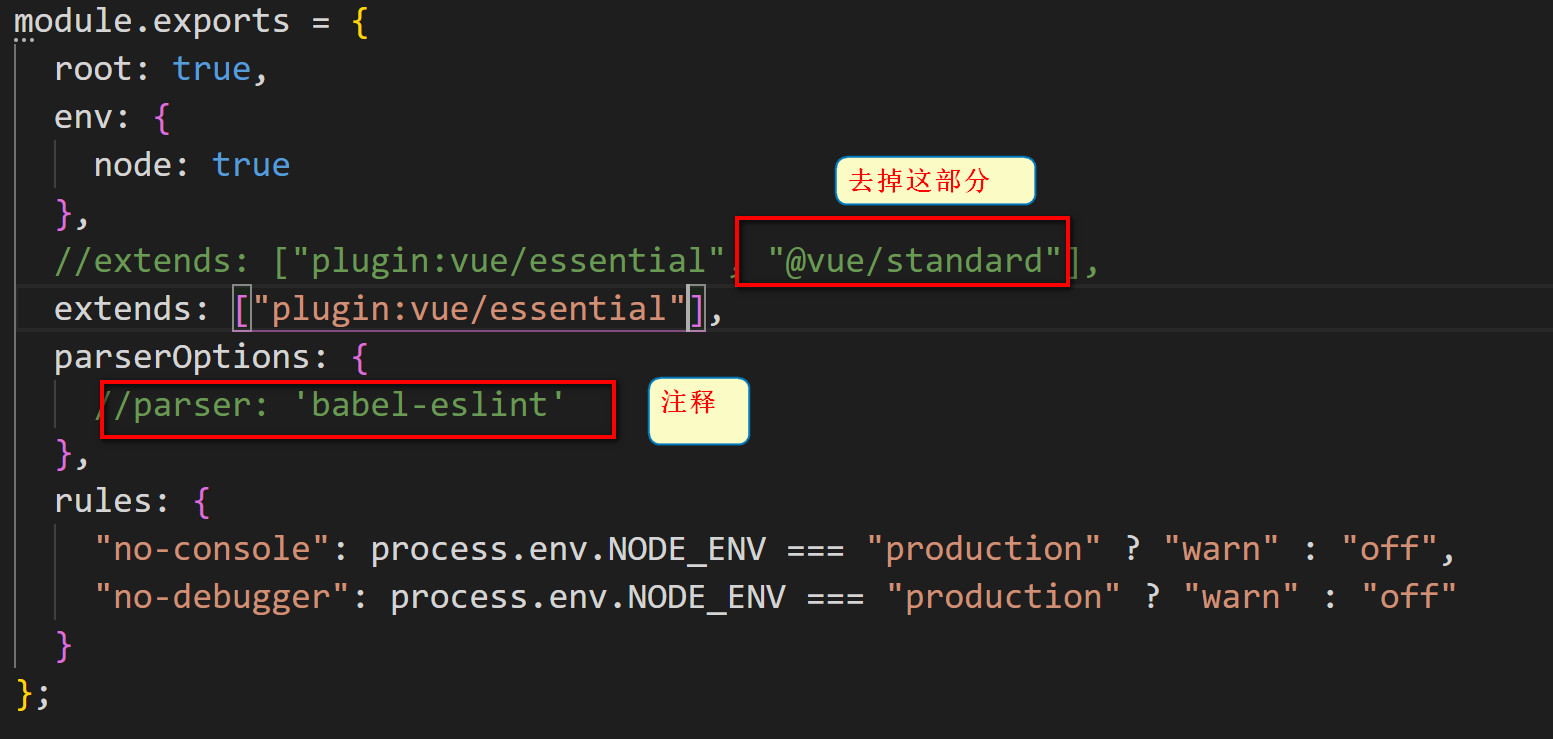 module.exports = {
root: true,
env: {
node: true
去掉这部分
},
//extends: ["plugin:vue/essential", "@vue/standard"],
extends: ["plugin:vue/essential"],
parserOptions: {
//parser: 'babel-eslint'
注释
},
rules: {
"no-console": process.env.NODE_ENV === "production" ? "warn" : "off",
"no-debugger": process.env.NODE_ENV === "production" ? "warn" : "off"
}
};